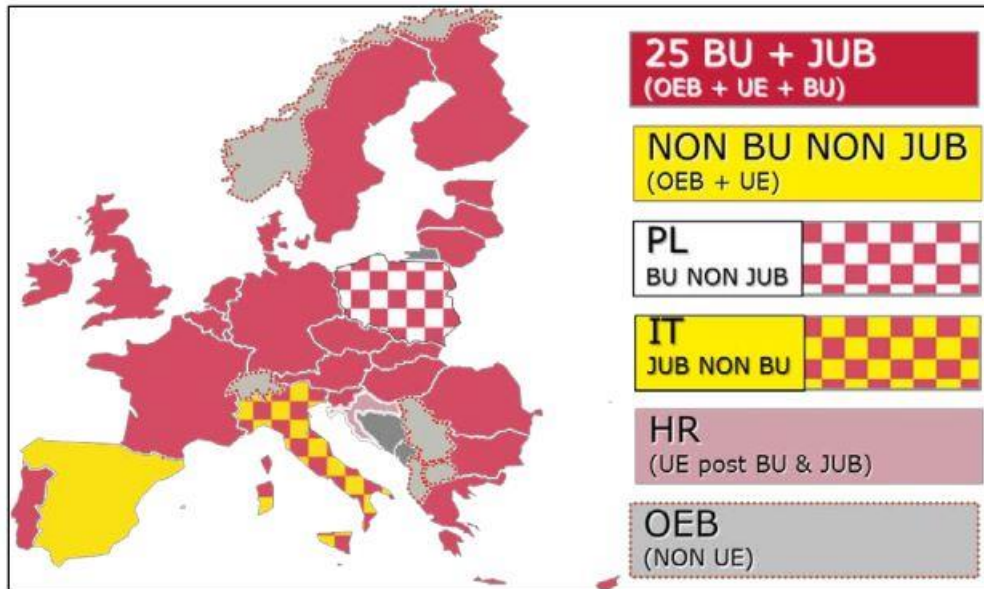 25 BU + JUB
(OEB + UE + BU)
NON BU NON JUB
(OEB + UE)
PL
BU NON JUB
IT
JUB NON BU
HR
(UE post BU & JUB)
OEB
(NON UE)